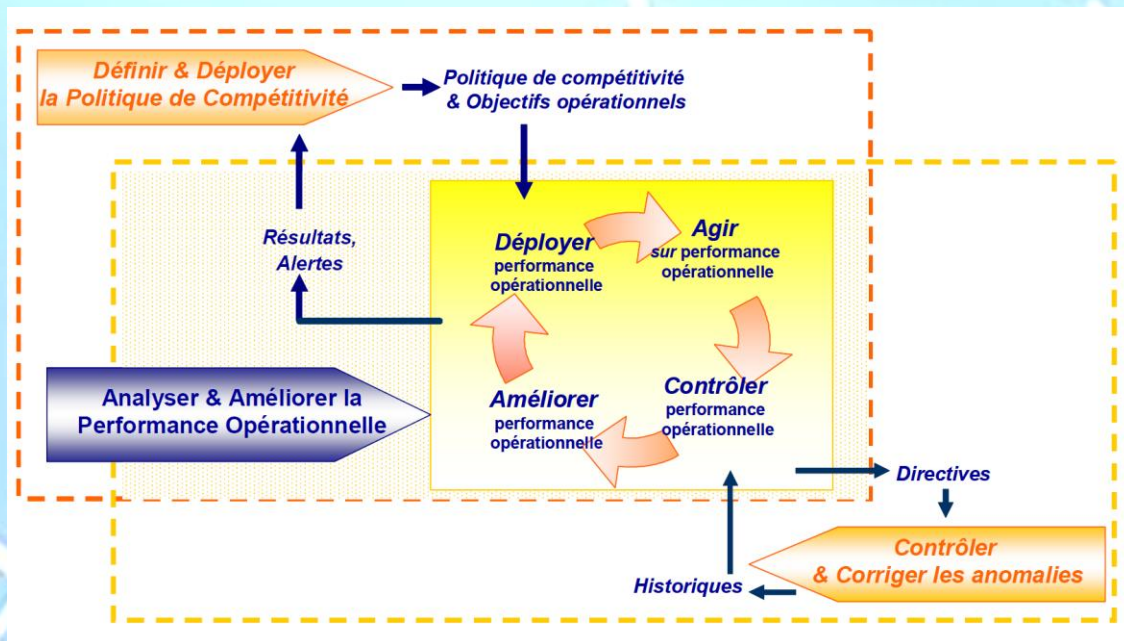 Définir & Déployer
la Politique de Compétitivité
Politique de compétitivité
& Objectifs opérationnels
Résultats,
Alertes
Déployer
performance
opérationnelle
Agir
sur performance
opérationnelle
Analyser & Améliorer la
Performance Opérationnelle
Améliorer
performance
opérationnelle
Contrôler
performance
opérationnelle
Directives
Contrôler
& Corriger les anomalies
Historiques